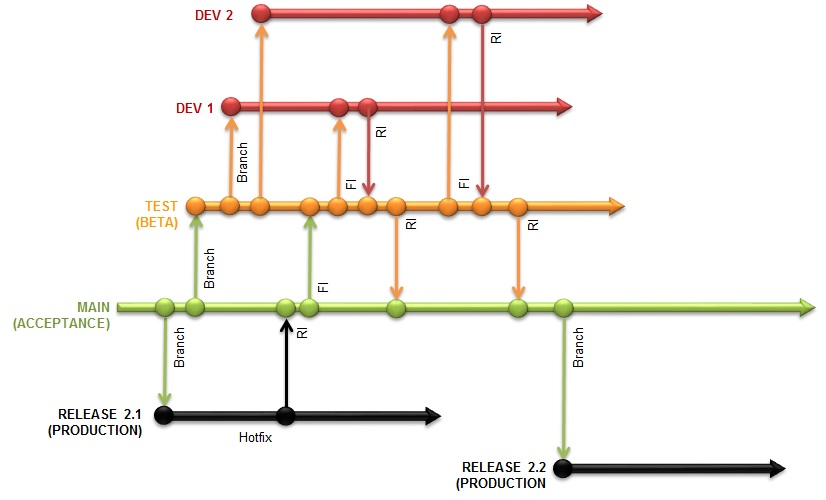 DEV 2
RI
DEV 1
Branch
RI
FI
FI
TEST
(BETA)
RI
RI
Branch
FI
MAIN
(ACCEPTANCE)
Branch
RI
Branch
RELEASE 2.1
(PRODUCTION)
Hotfix
RELEASE 2.2
(PRODUCTION